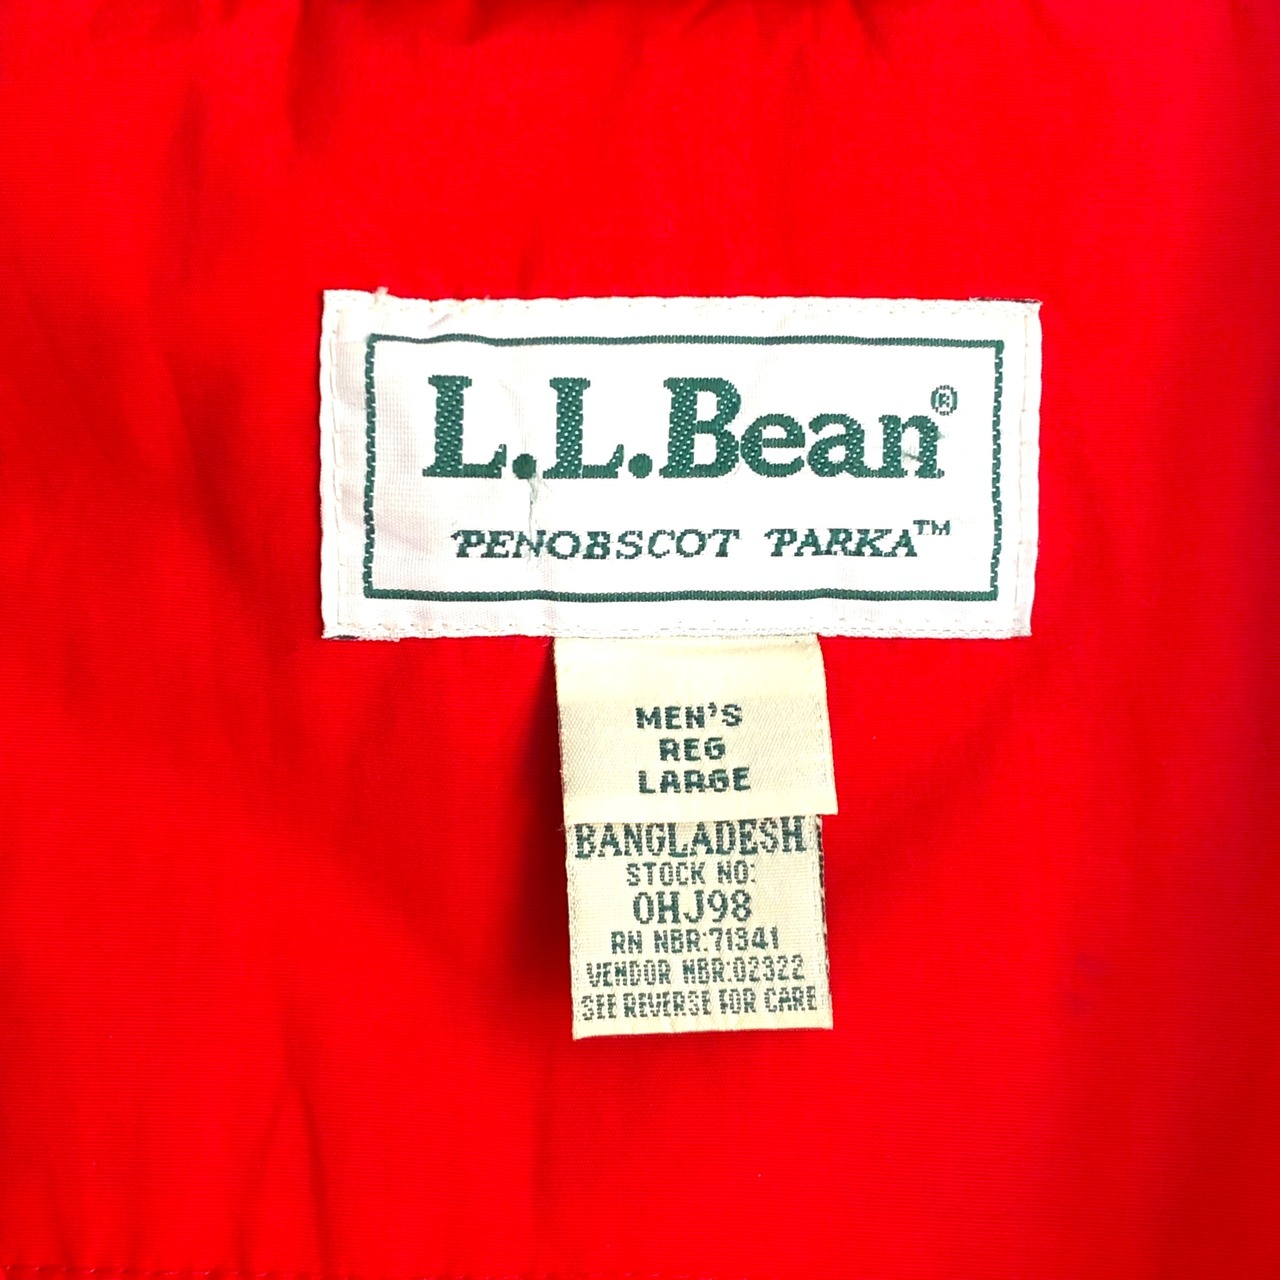 L.L.Bean®
PENOBSCOT PARKA™
MEN'S
REG
LARGE
BANGLADESH
STOCK NO:
0HJ98
RN NBR:71341
VENDOR NBR:02322
SEE REVERSE FOR CARE